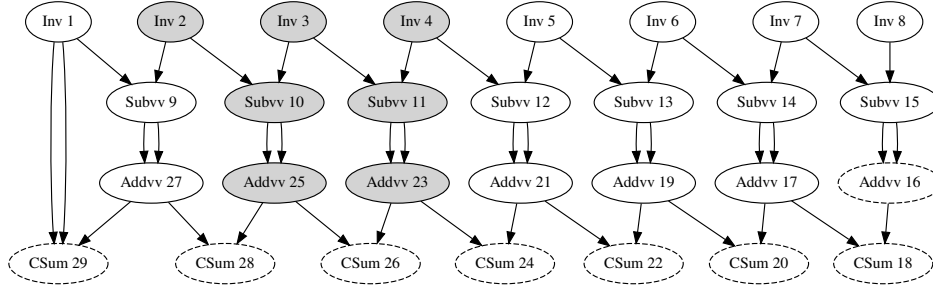 Inv 1 Inv 2 Inv 3 Inv 4 Inv 5 Inv 6 Inv 7 Inv 8
Subvv 9 Subvv 10 Subvv 11 Subvv 12 Subvv 13 Subvv 14 Subvv 15
Addvv 27 Addvv 25 Addvv 23 Addvv 21 Addvv 19 Addvv 17 Addvv 16
CSum 29 CSum 28 CSum 26 CSum 24 CSum 22 CSum 20 CSum 18